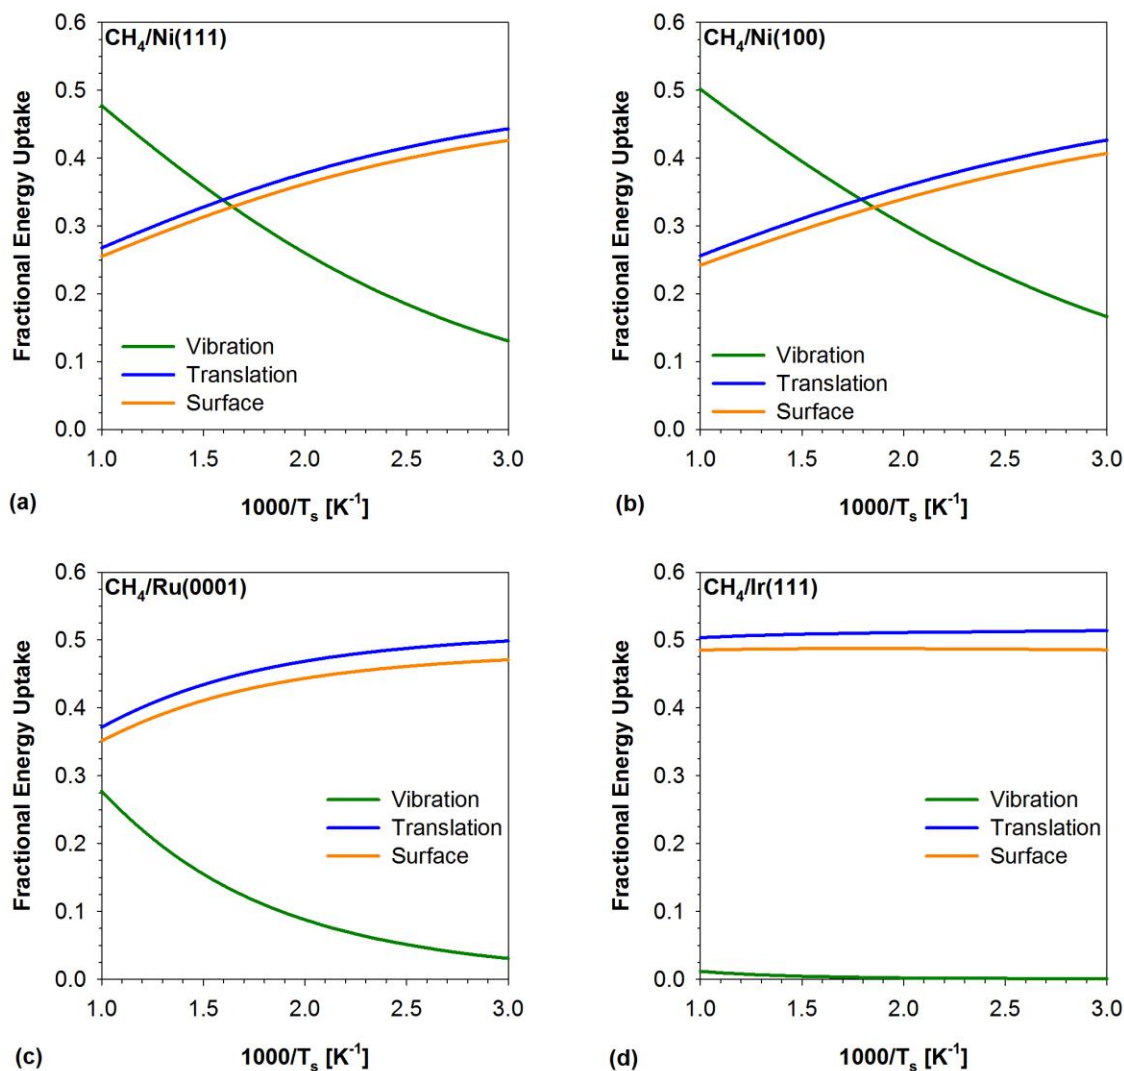 CH4/Ni(111)
Fractional Energy Uptake
0.6
0.5
0.4
0.3
0.2
0.1
0.0
Vibration
Translation
Surface
1.0 1.5 2.0 2.5 3.0
(a) 1000/Ts [K-1]
CH4/Ni(100)
Fractional Energy Uptake
0.6
0.5
0.4
0.3
0.2
0.1
0.0
Vibration
Translation
Surface
1.0 1.5 2.0 2.5 3.0
(b) 1000/Ts [K-1]
CH4/Ru(0001)
Fractional Energy Uptake
0.6
0.5
0.4
0.3
0.2
0.1
0.0
Vibration
Translation
Surface
1.0 1.5 2.0 2.5 3.0
(c) 1000/Ts [K-1]
CH4/Ir(111)
Fractional Energy Uptake
0.6
0.5
0.4
0.3
0.2
0.1
0.0
Vibration
Translation
Surface
1.0 1.5 2.0 2.5 3.0
(d) 1000/Ts [K-1]